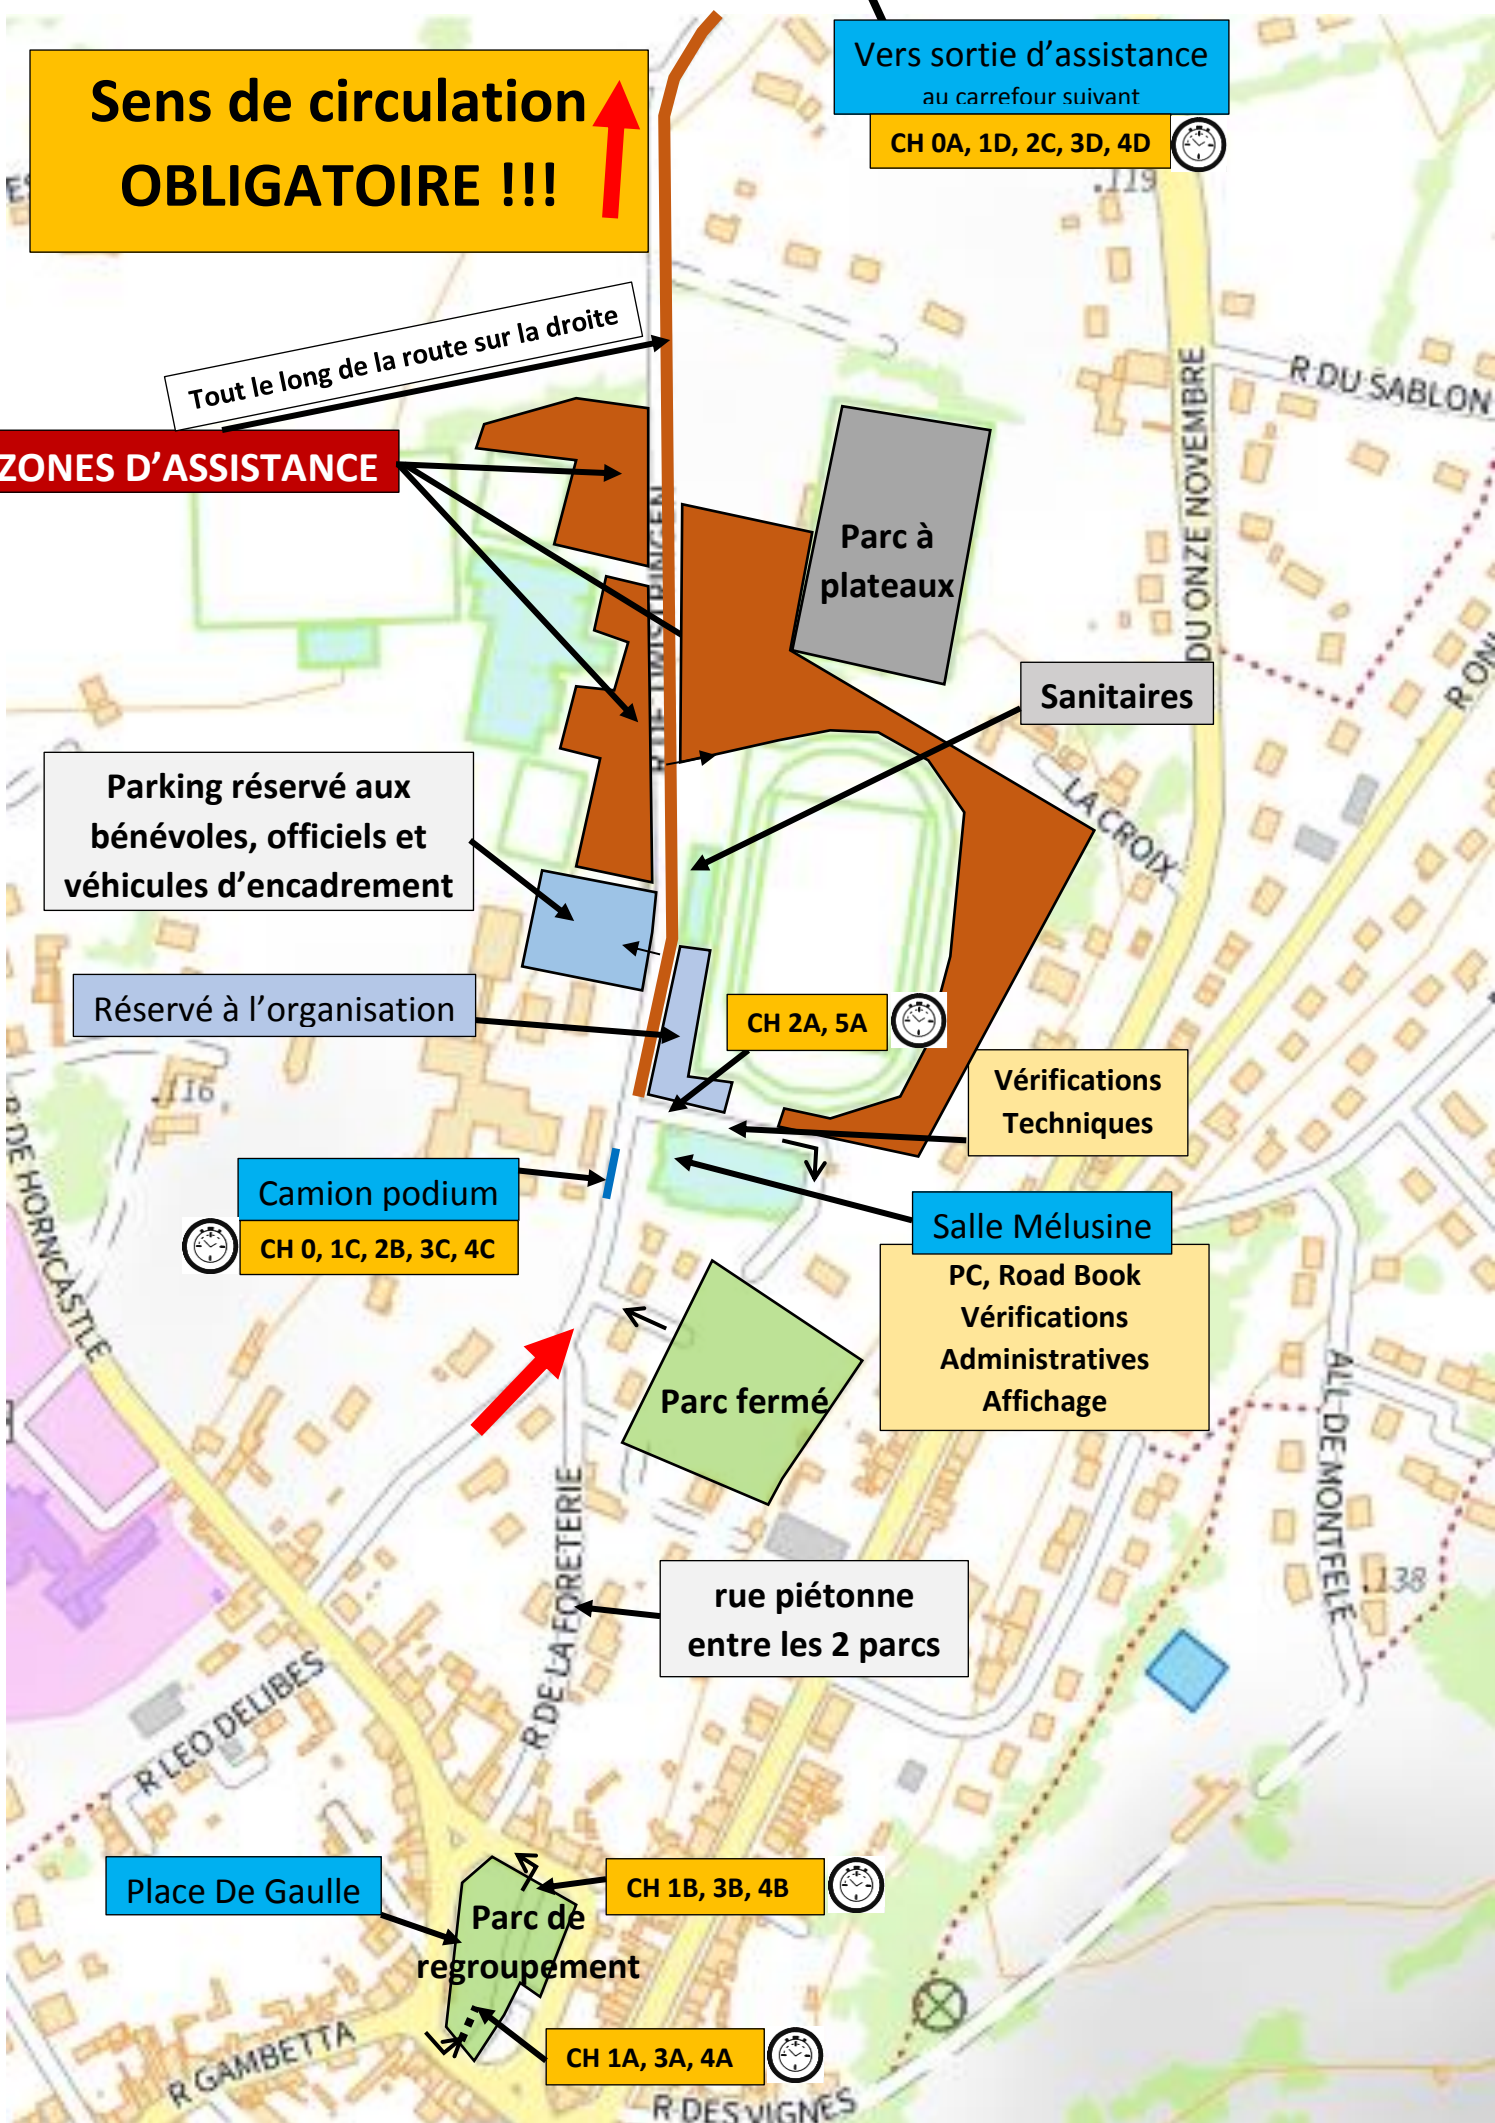 Vers sortie d'assistance
au carrefour suivant
CH 0A, 1D, 2C, 3D, 4D
Sens de circulation
OBLIGATOIRE !!!
.119
Tout le long de la route sur la droite
R DU SABLON
ZONES D'ASSISTANCE
DU ONZE NOVEMBRE
Parc à
plateaux
R DE TWISTRINGEN
Sanitaires
Parking réservé aux
bénévoles, officiels et
véhicules d'encadrement
LA CROIX
Réservé à l'organisation
CH 2A, 5A
Vérifications
Techniques
.116
R DE HORNCASTLE
Camion podium
CH 0, 1C, 2B, 3C, 4C
Salle Mélusine
PC, Road Book
Vérifications
Administratives
Affichage
Parc fermé
ALL DE MONTFELE
R DE LA FORETERIE
rue piétonne
entre les 2 parcs
.138
R LEO DELIBES
Place De Gaulle
CH 1B, 3B, 4B
Parc de
regroupement
CH 1A, 3A, 4A
R GAMBETTA
R DES VIGNES